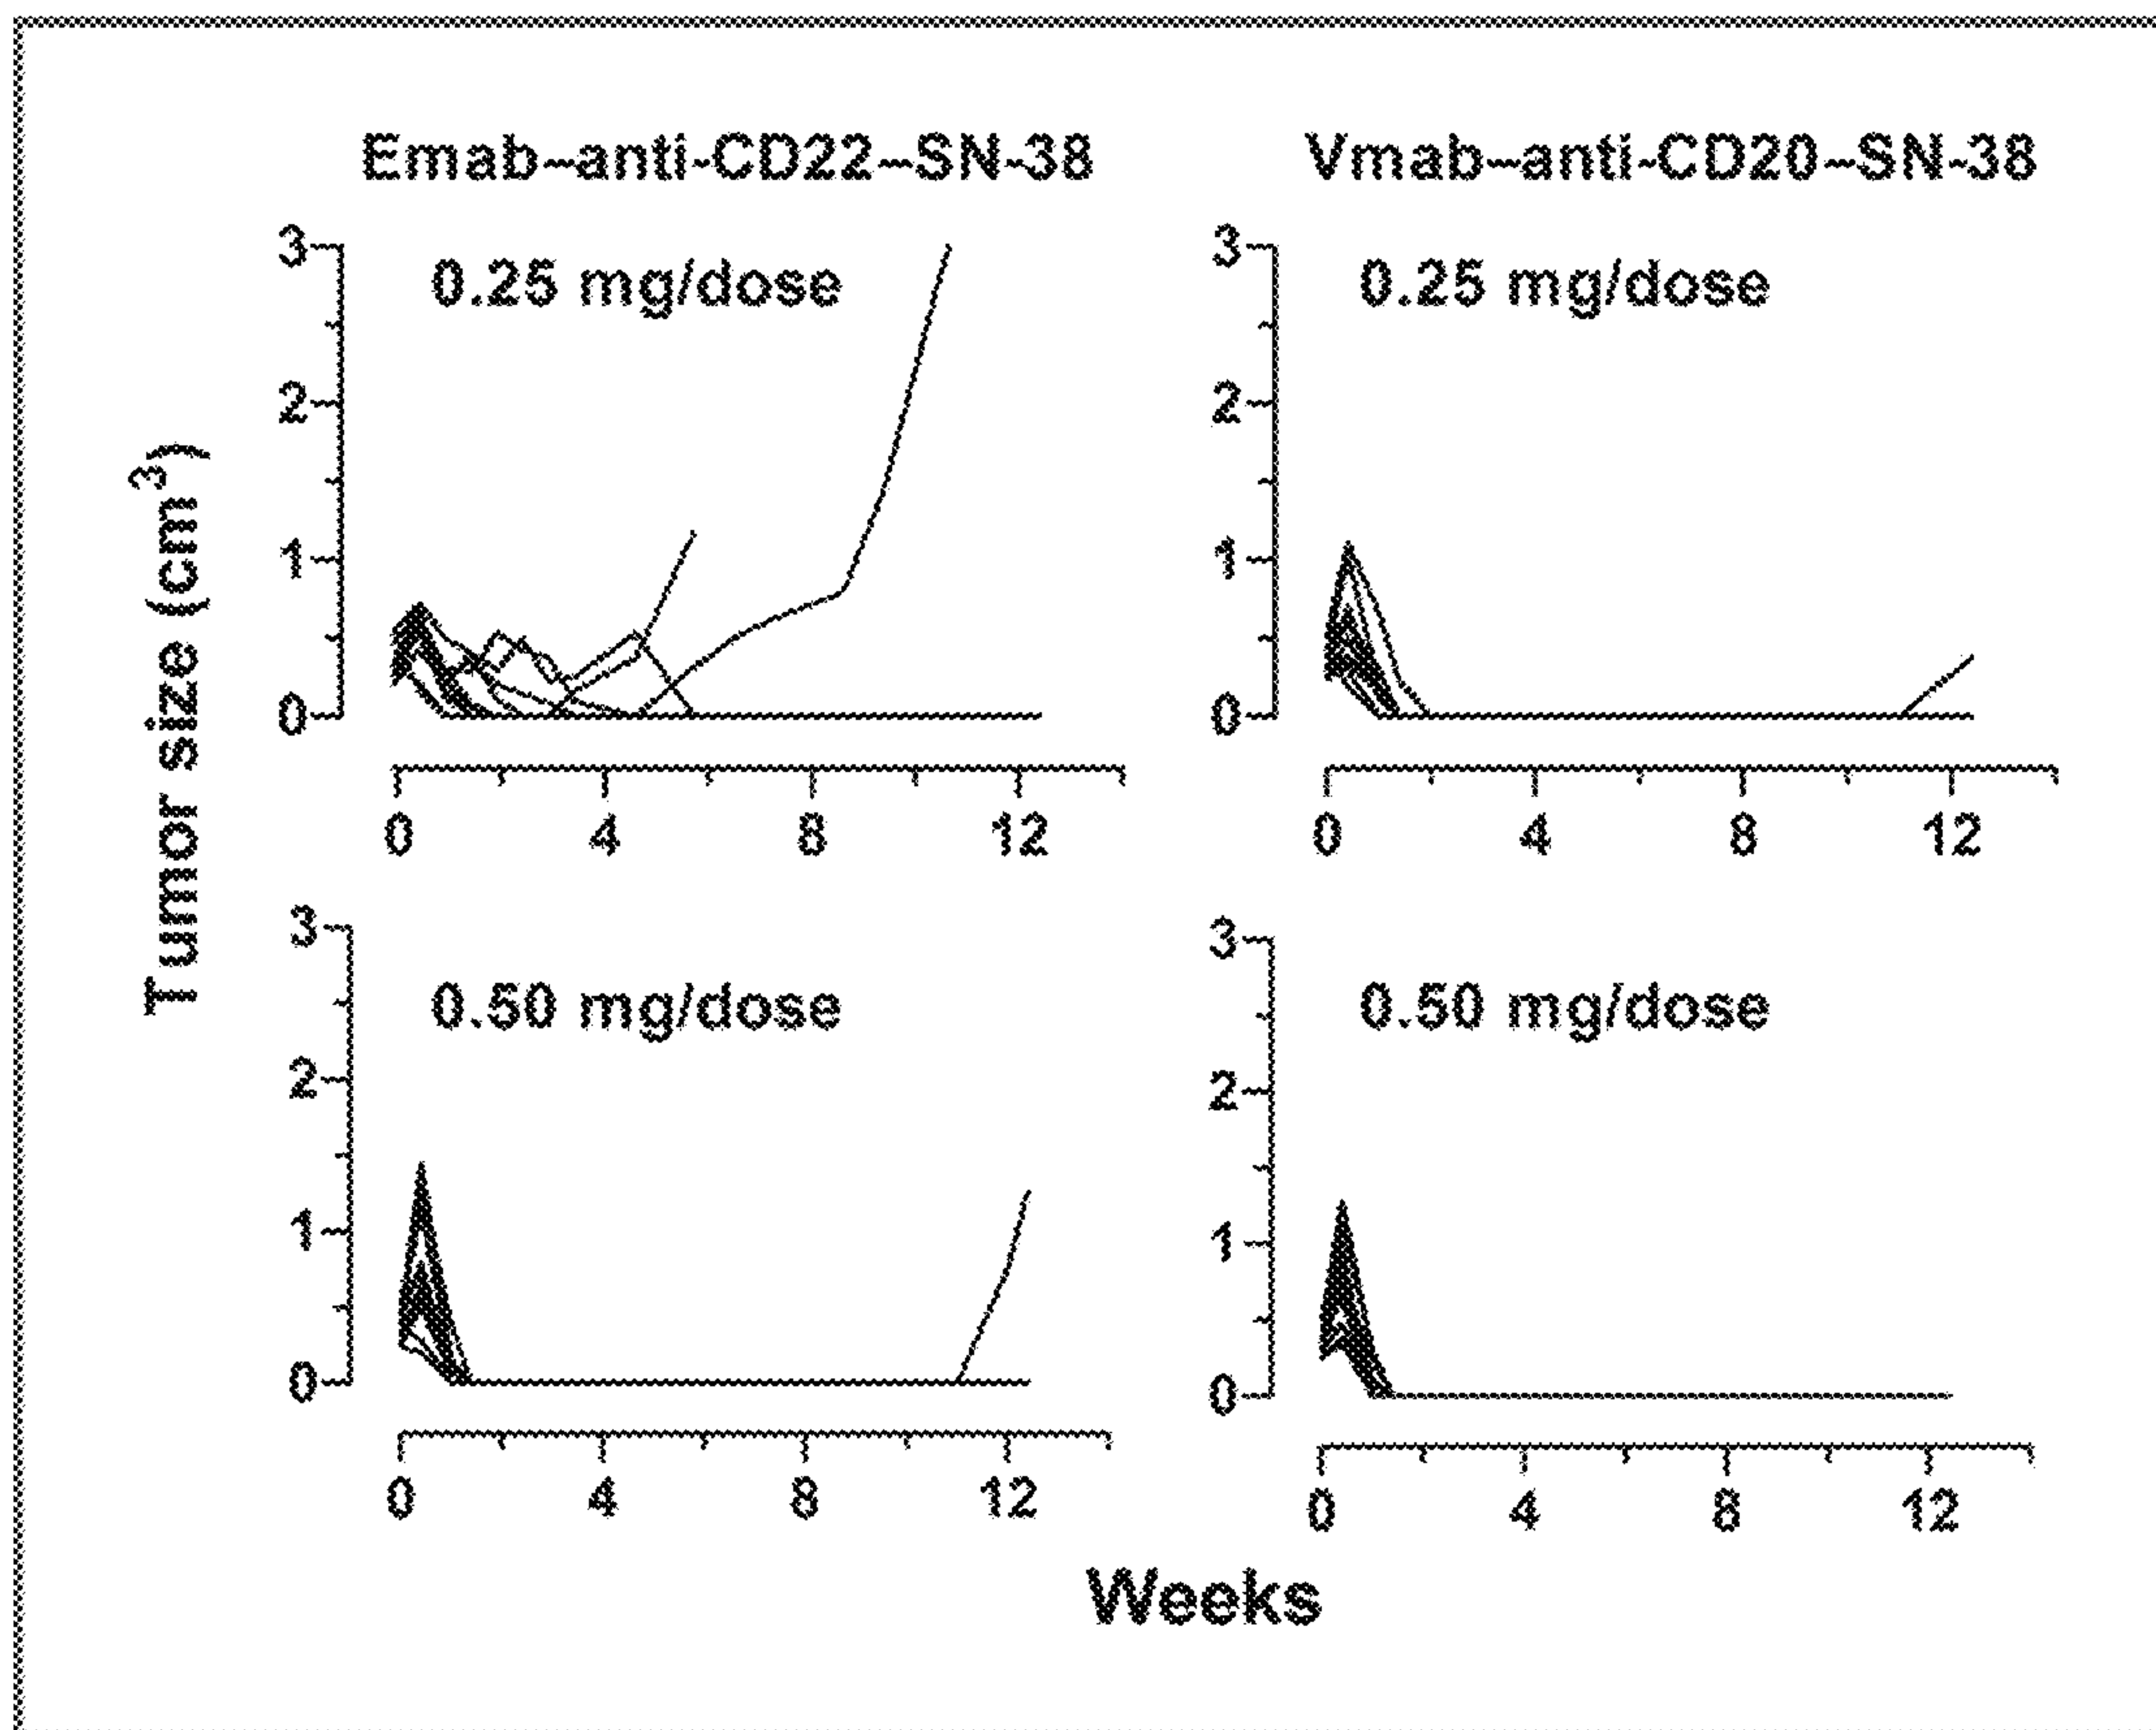 Emab–anti-CD22–SN-38
Vmab–anti-CD20–SN-38
Tumor size (cm³)
0.25 mg/dose
3
2
1
0
0 4 8 12
0.25 mg/dose
3
2
1
0
0 4 8 12
0.50 mg/dose
3
2
1
0
0 4 8 12
0.50 mg/dose
3
2
1
0
0 4 8 12
Weeks